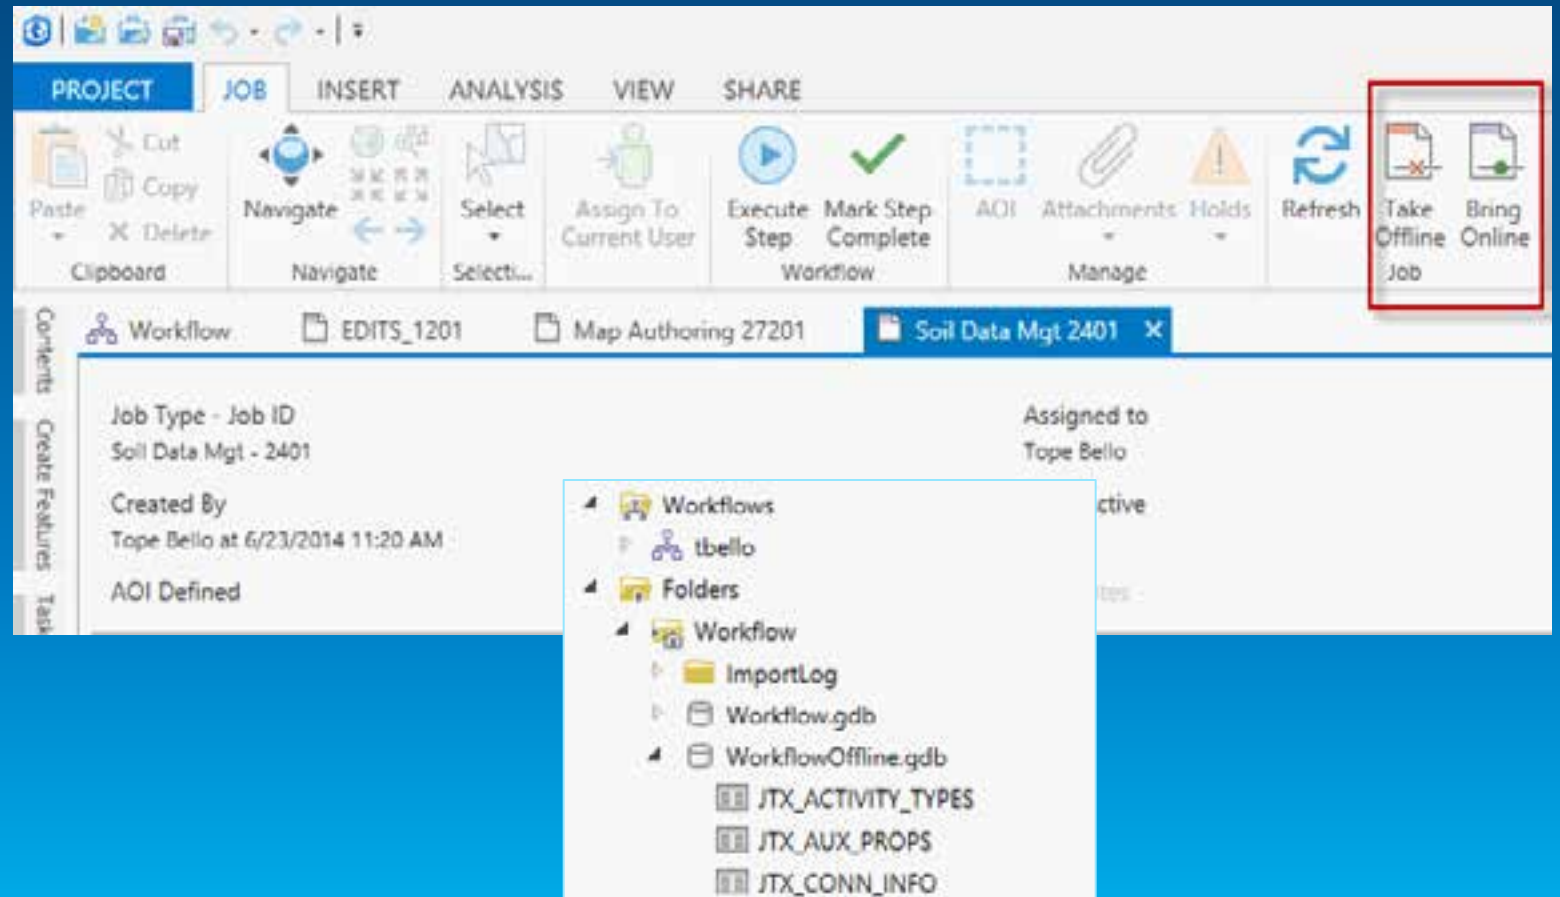 PROJECT JOB INSERT ANALYSIS VIEW SHARE
Paste
Cut
Copy
Delete
Clipboard
Navigate
Navigate
Select
Selecti...
Assign To
Current User
Execute
Step
Mark Step
Complete
Workflow
AOI
Attachments
Holds
Manage
Refresh
Take
Offline
Bring
Online
Job
Contents
Create Features
Task
Workflow EDITS_1201 Map Authoring 27201 Soil Data Mgt 2401
Job Type - Job ID
Soil Data Mgt - 2401
Assigned to
Tope Bello
Created By
Tope Bello at 6/23/2014 11:20 AM
ctive
AOI Defined
Workflows
tbello
Folders
Workflow
ImportLog
Workflow.gdb
WorkflowOffline.gdb
JTX_ACTIVITY_TYPES
JTX_AUX_PROPS
JTX_CONN_INFO